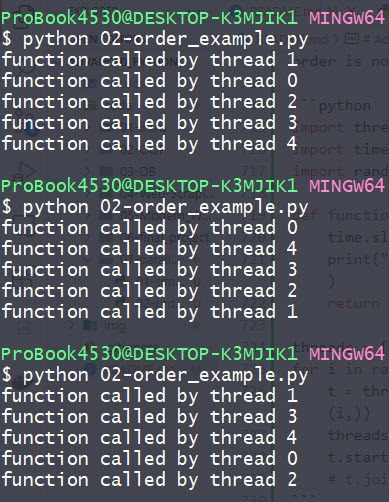 ProBook4530@DESKTOP-K3MJIK1 MINGW64
$ python 02-order_example.py
function called by thread 1
function called by thread 0
function called by thread 2
function called by thread 3
function called by thread 4
ProBook4530@DESKTOP-K3MJIK1 MINGW64
$ python 02-order_example.py
function called by thread 0
function called by thread 4
function called by thread 3
function called by thread 2
function called by thread 1
ProBook4530@DESKTOP-K3MJIK1 MINGW64
$ python 02-order_example.py
function called by thread 1
function called by thread 3
function called by thread 4
function called by thread 0
function called by thread 2